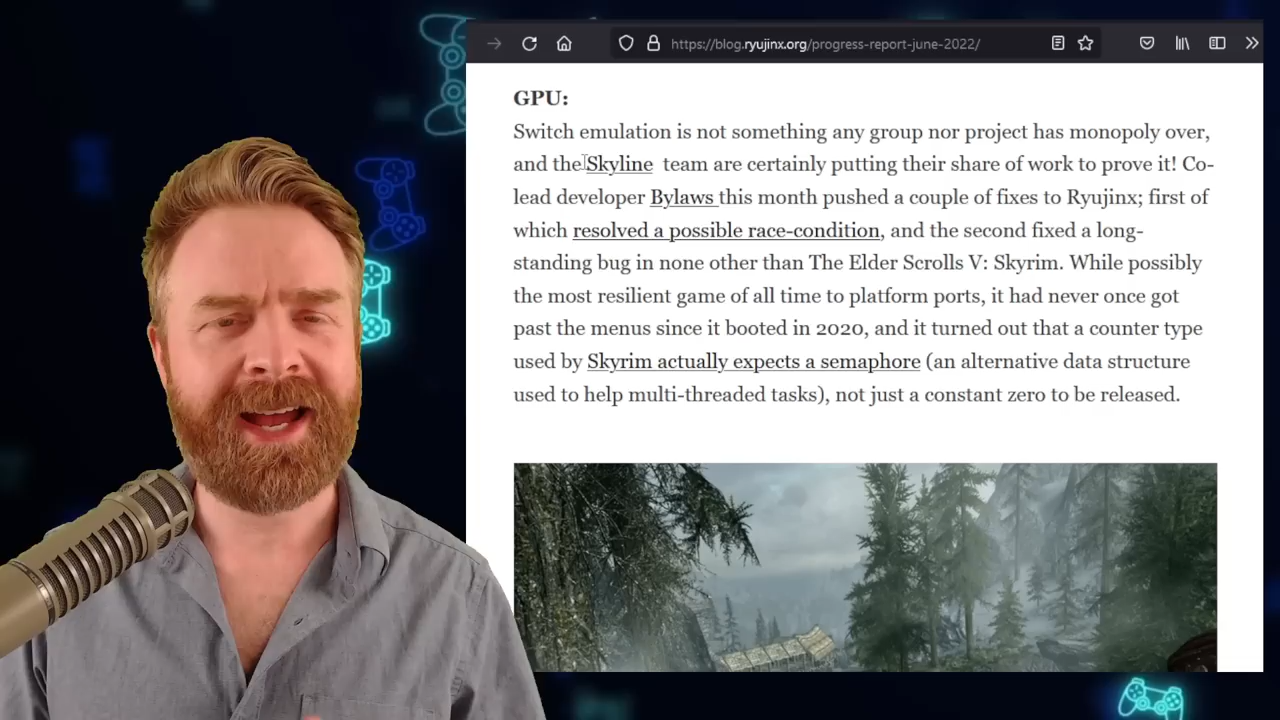 https://blog.ryujinx.org/progress-report-june-2022/
GPU:
Switch emulation is not something any group nor project has monopoly over,
and the Skyline team are certainly putting their share of work to prove it! Co-
lead developer Bylaws this month pushed a couple of fixes to Ryujinx; first of
which resolved a possible race-condition, and the second fixed a long-
standing bug in none other than The Elder Scrolls V: Skyrim. While possibly
the most resilient game of all time to platform ports, it had never once got
past the menus since it booted in 2020, and it turned out that a counter type
used by Skyrim actually expects a semaphore (an alternative data structure
used to help multi-threaded tasks), not just a constant zero to be released.